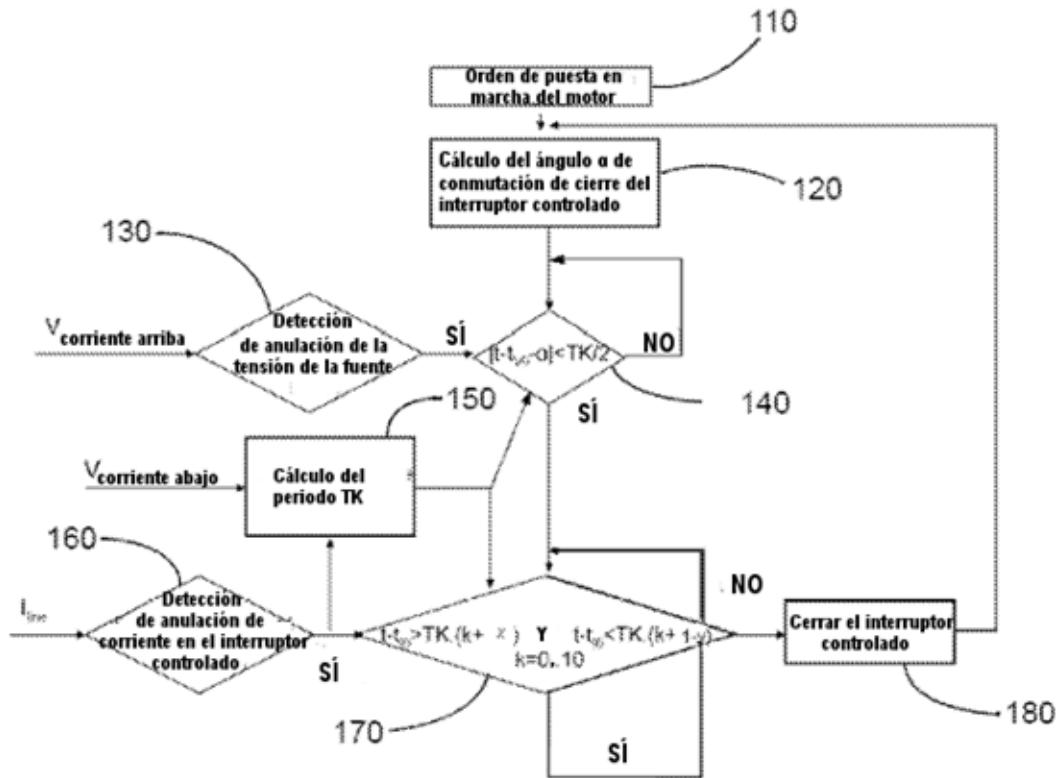 110
Orden de puesta en
marcha del motor
Cálculo del ángulo α de
conmutación de cierre del
interruptor controlado
120
130
V corriente arriba
Detección
de anulación de la
tensión de la fuente
SÍ
NO
140
SÍ
150
V corriente abajo
Cálculo del
periodo TK
160
I line
Detección
de anulación de
corriente en el interruptor
controlado
SÍ
Y
k=0..10
NO
170
SÍ
Cerrar el interruptor
controlado
180